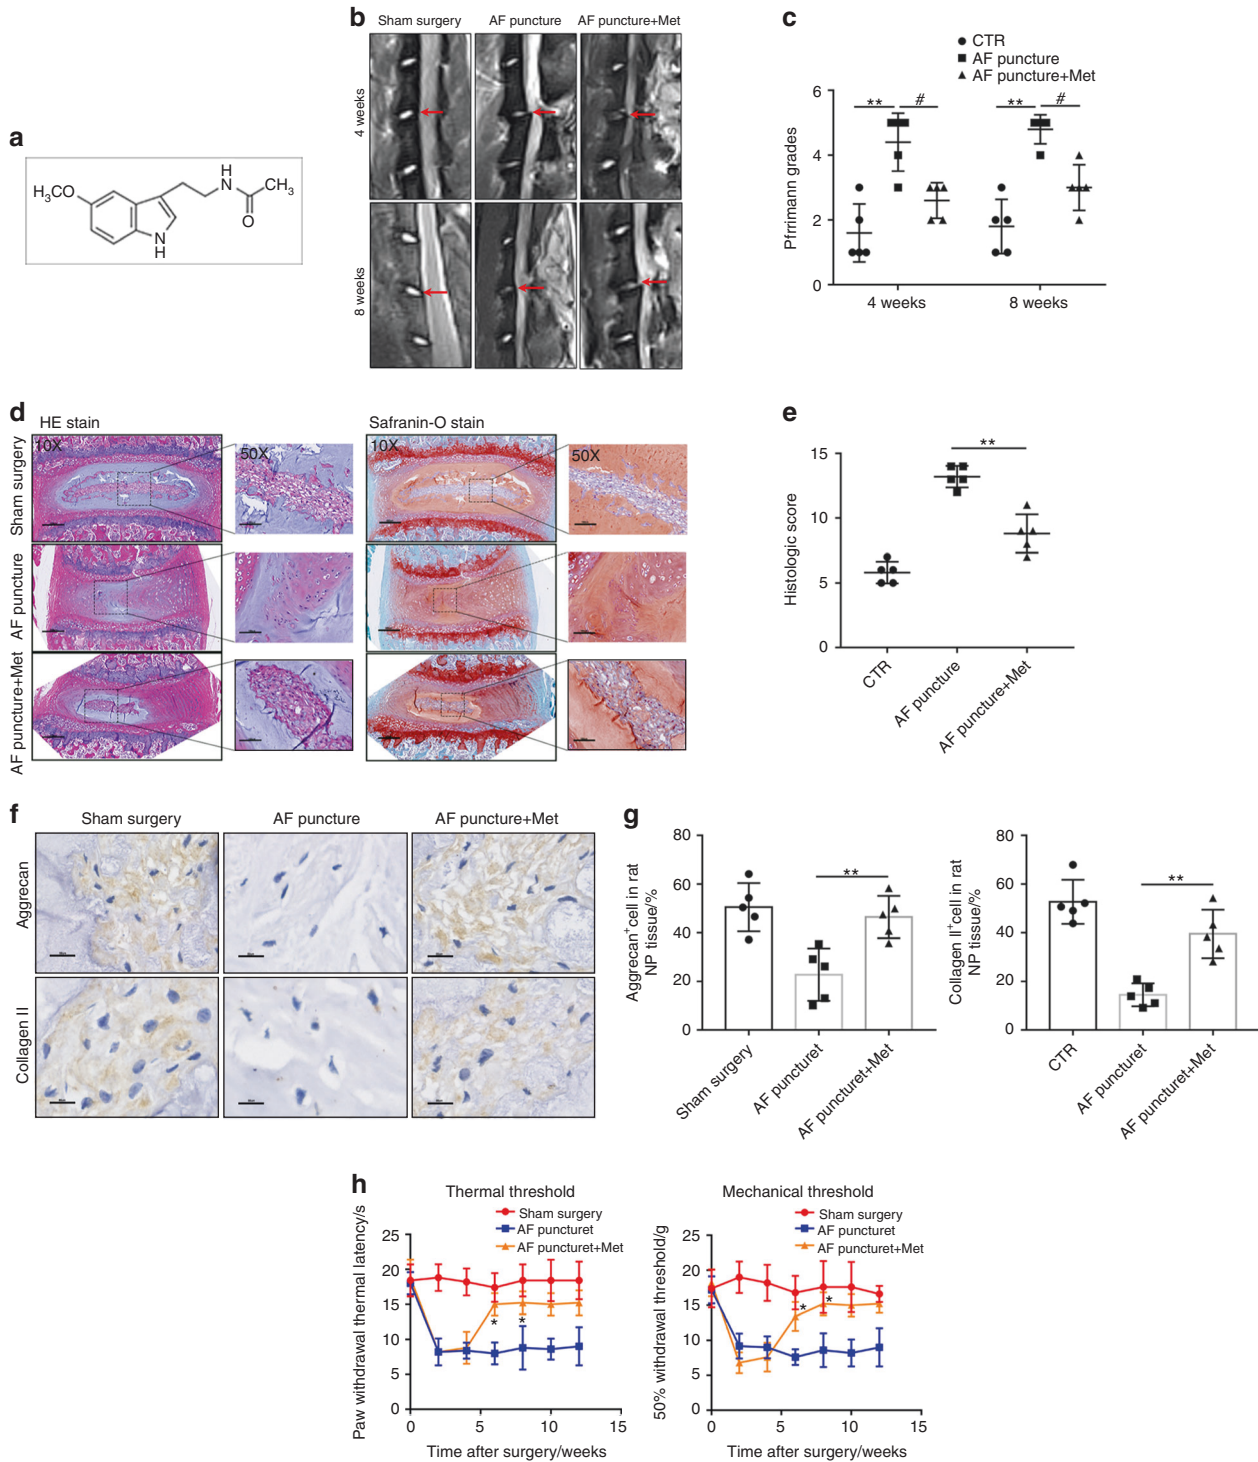 a
H₃CO
N
H
H
N
O
CH₃
b
Sham surgery
AF puncture
AF puncture+Met
4 weeks
8 weeks
c
CTR
AF puncture
AF puncture+Met
Pfrrimann grades
6
4
2
0
**
#
**
#
4 weeks
8 weeks
d
HE stain
Safranin-O stain
Sham surgery
AF puncture
AF puncture+Met
10X
50X
10X
50X
e
Histologic score
15
10
5
0
**
CTR
AF puncture
AF puncture+Met
f
Sham surgery
AF puncture
AF puncture+Met
Aggrecan
Collagen II
g
Aggrecan⁺cell in rat
NP tissue/%
80
60
40
20
0
**
Sham surgery
AF puncturet
AF puncturet+Met
Collagen II⁺cell in rat
NP tissue/%
80
60
40
20
0
**
CTR
AF puncturet
AF puncturet+Met
h
Thermal threshold
Sham surgery
AF puncturet
AF puncturet+Met
Paw withdrawal thermal latency/s
25
20
15
10
5
0
*
*
0
5
10
15
Time after surgery/weeks
Mechanical threshold
Sham surgery
AF puncturet
AF puncturet+Met
50% withdrawal threshold/g
25
20
15
10
5
0
*
*
0
5
10
15
Time after surgery/weeks